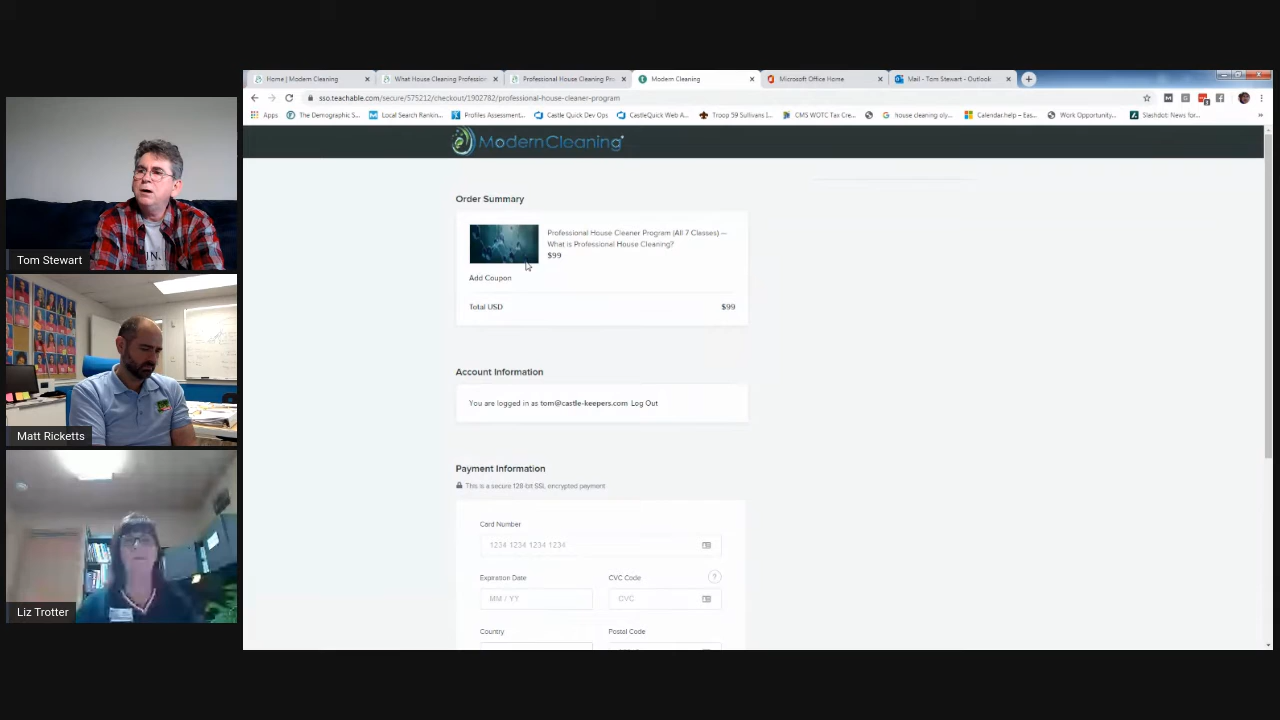 Home | Modern Cleaning
What House Cleaning Profession
Professional House Cleaning Pr
Modern Cleaning
Microsoft Office Home
Mail - Tom Stewart - Outlook
sso.teachable.com/secure/575212/checkout/1902782/professional-house-cleaner-program
Apps
The Demographic S...
Local Search Rankin...
Profiles Assessment...
Castle Quick Dev Ops
CastleQuick Web A...
Troop 59 Sullivans I...
CMS WOTC Tax Cre...
house cleaning oly...
Calendar.help – Eas...
Work Opportunity...
Slashdot: News for...
ModernCleaning
Order Summary
Professional House Cleaner Program (All 7 Classes) —
What is Professional House Cleaning?
$99
Add Coupon
Total USD $99
Account Information
You are logged in as tom@castle-keepers.com Log Out
Payment Information
This is a secure 128-bit SSL encrypted payment
Card Number
1234 1234 1234 1234
Expiration Date
CVC Code
?
MM / YY
CVC
Country
Postal Code
Tom Stewart
Matt Ricketts
Liz Trotter